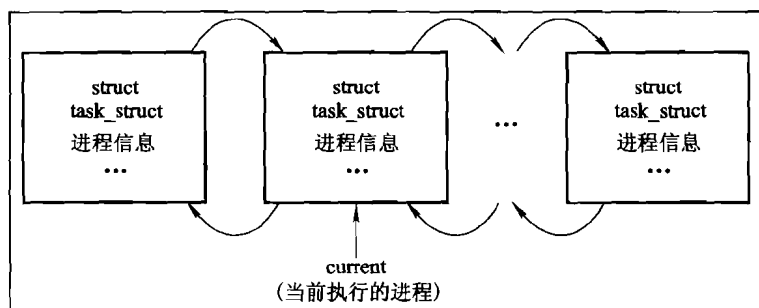 struct
task_struct
进程信息
...
struct
task_struct
进程信息
...
...
struct
task_struct
进程信息
...
current
(当前执行的进程)